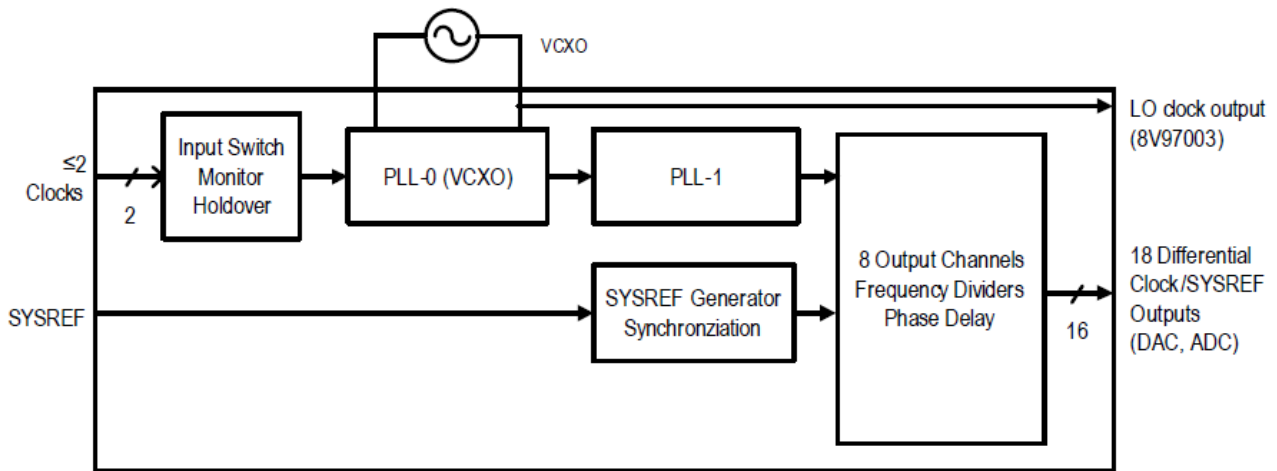 VCXO
LO clock output
(8V97003)
Input Switch
Monitor
Holdover
PLL-0 (VCXO)
PLL-1
≤2
Clocks
2
8 Output Channels
Frequency Dividers
Phase Delay
18 Differential
Clock/SYSREF
Outputs
(DAC, ADC)
16
SYSREF
SYSREF Generator
Synchronziation